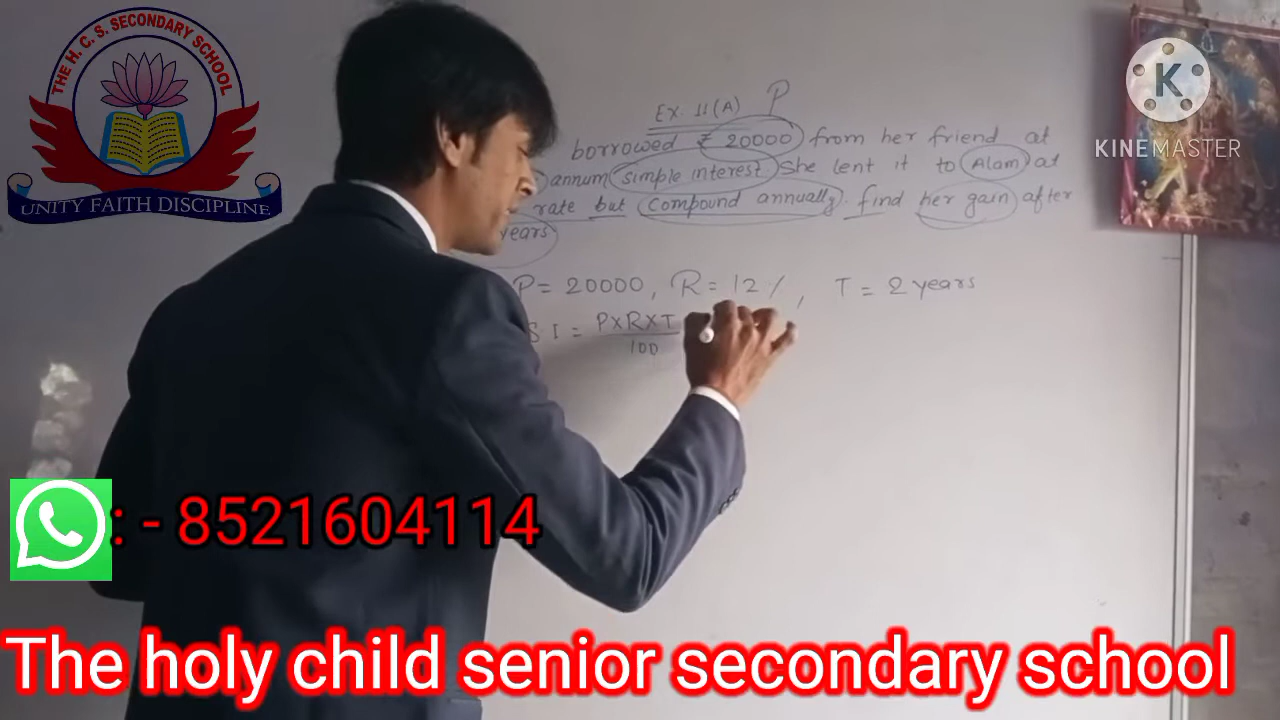 THE H. C. S. SECONDARY SCHOOL
UNITY FAITH DISCIPLINE
K
KINEMASTER
Ex. 11(A) P
borrowed ₹ 20000 from her friend at
annum simple interest She lent it to Alam at
rate but compound annually. find her gain after
years
P = 20000, R = 12%, T = 2 years
S I = P×R×T
100
: - 8521604114
The holy child senior secondary school